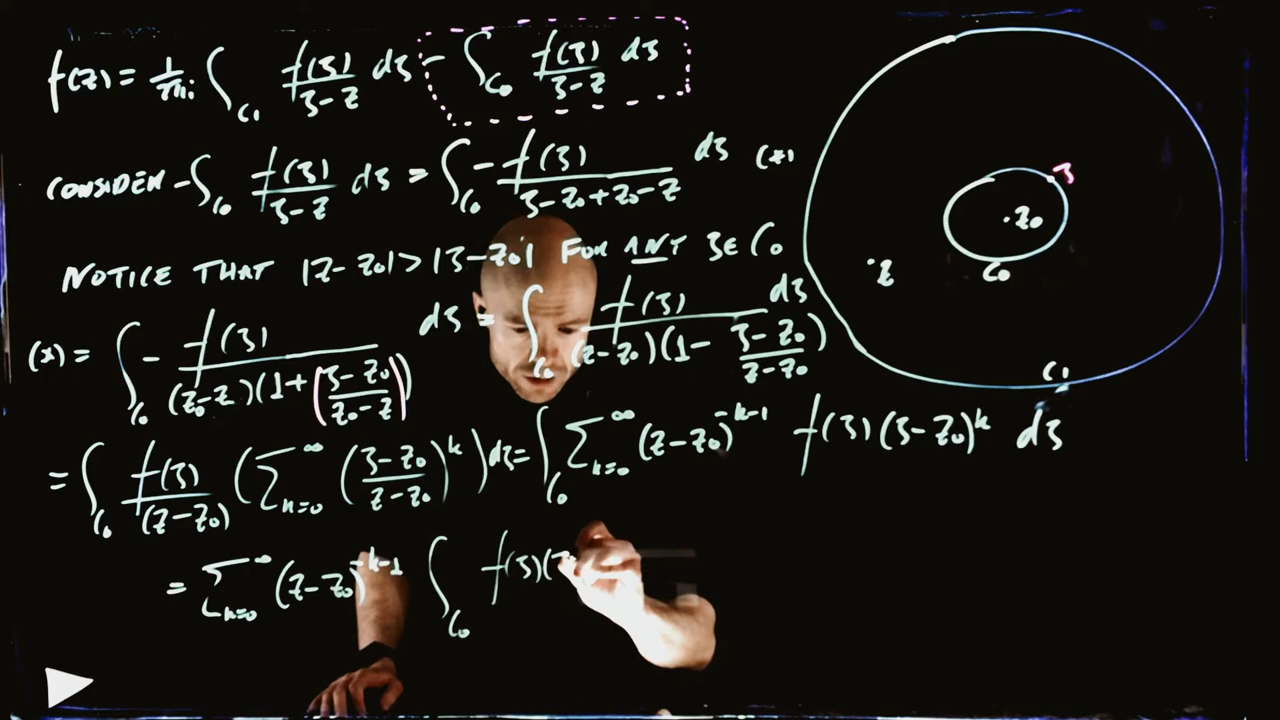 f(z) = 1/2πi ∫_{C₁} f(ζ)/(ζ-z) dζ - ∫_{C₀} f(ζ)/(ζ-z) dζ
CONSIDER -∫_{C₀} f(ζ)/(ζ-z) dζ = ∫_{C₀} -f(ζ)/(ζ-z₀+z₀-z) dζ (*)
NOTICE THAT |z-z₀| > |ζ-z₀| FOR ANY ζ∈C₀
(*) = ∫_{C₀} - f(ζ)/((z₀-z)(1+(ζ-z₀)/(z₀-z))) dζ = ∫_{C₀} f(ζ)/((z-z₀)(1-(ζ-z₀)/(z-z₀))) dζ
= ∫_{C₀} f(ζ)/(z-z₀) (∑_{k=0}^∞ ((ζ-z₀)/(z-z₀))^k) dζ = ∫_{C₀} ∑_{k=0}^∞ (z-z₀)^{-k-1} f(ζ)(ζ-z₀)^k dζ
= ∑_{k=0}^∞ (z-z₀)^{-k-1} ∫_{C₀} f(ζ)(
ζ
z₀
C₀
z
C₁